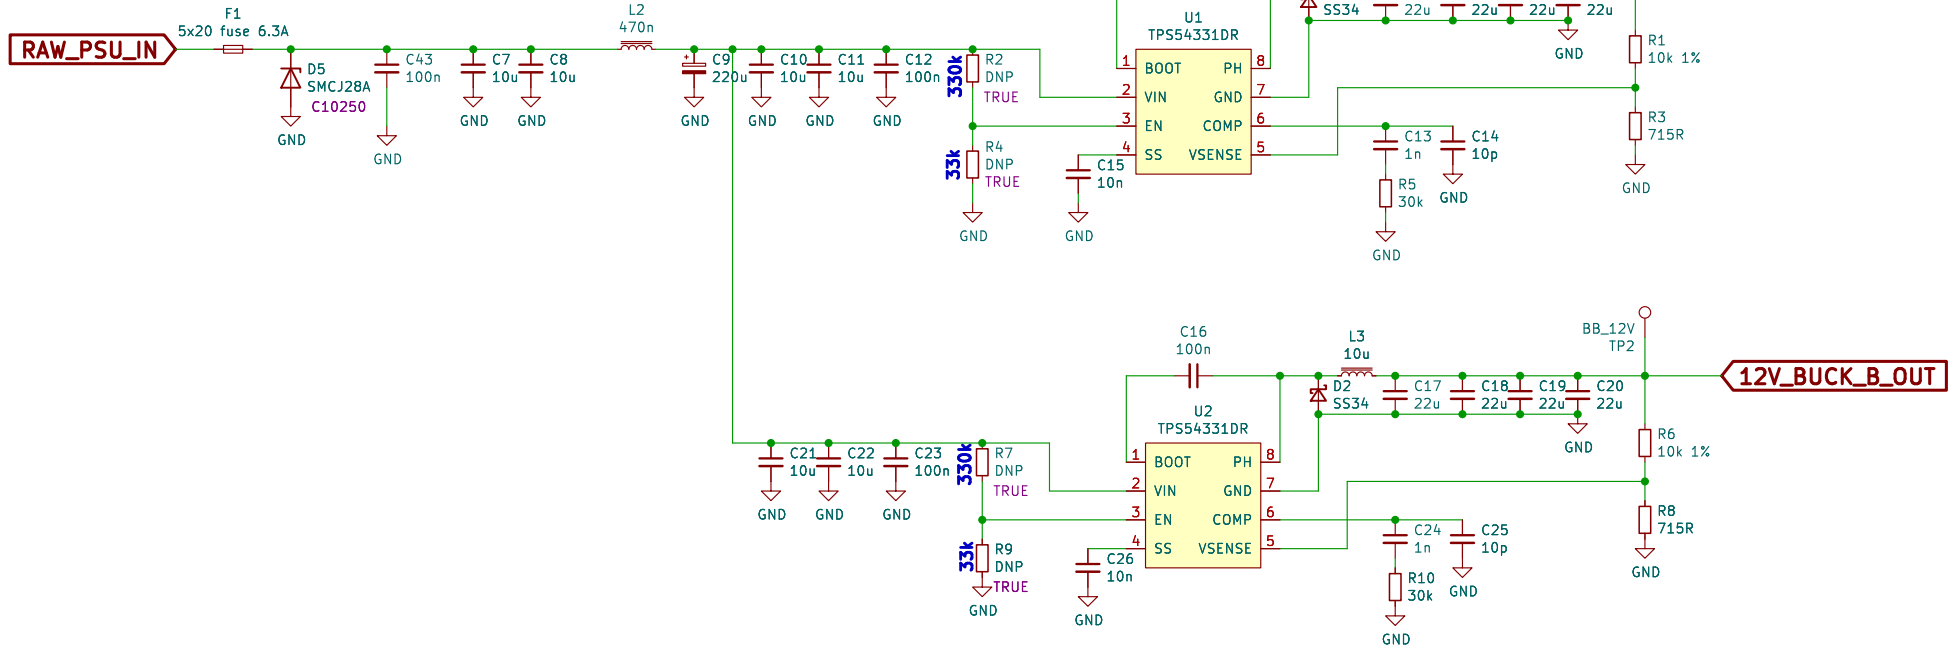 F1
5x20 fuse 6.3A
RAW_PSU_IN
D5
SMCJ28A
C10250
GND
C43
100n
GND
C7
10u
GND
C8
10u
GND
L2
470n
+
C9
220u
GND
C10
10u
GND
C11
10u
GND
C12
100n
GND
330k
R2
DNP
TRUE
33k
R4
DNP
TRUE
GND
U1
TPS54331DR
1 BOOT
2 VIN
3 EN
4 SS
PH 8
GND 7
COMP 6
VSENSE 5
C15
10n
GND
SS34
22u
22u
22u
22u
GND
C13
1n
R5
30k
GND
C14
10p
GND
R1
10k 1%
R3
715R
GND
C21
10u
GND
C22
10u
GND
C23
100n
GND
330k
R7
DNP
TRUE
33k
R9
DNP
TRUE
GND
C16
100n
U2
TPS54331DR
1 BOOT
2 VIN
3 EN
4 SS
PH 8
GND 7
COMP 6
VSENSE 5
C26
10n
GND
D2
SS34
L3
10u
C17
22u
C18
22u
C19
22u
C20
22u
GND
BB_12V
TP2
12V_BUCK_B_OUT
R6
10k 1%
R8
715R
GND
C24
1n
R10
30k
GND
C25
10p
GND